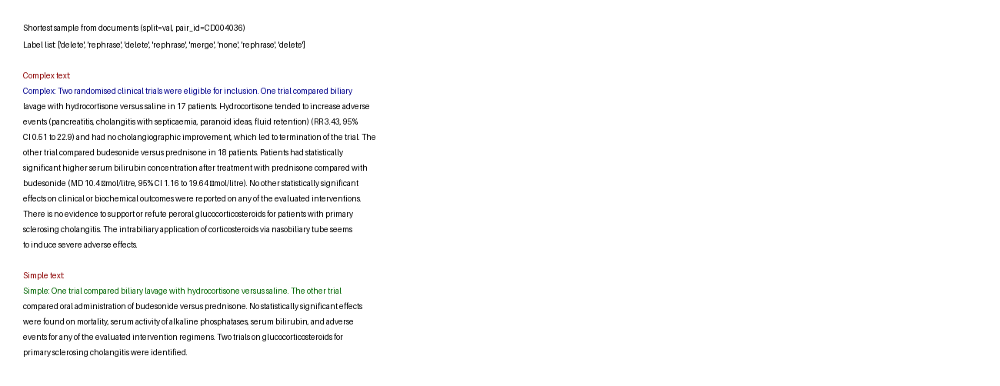 Shortest sample from documents (split=val, pair_id=CD004036)
Label list: ['delete', 'rephrase', 'delete', 'rephrase', 'merge', 'none', 'rephrase', 'delete']
Complex text:
Complex: Two randomised clinical trials were eligible for inclusion. One trial compared biliary
lavage with hydrocortisone versus saline in 17 patients. Hydrocortisone tended to increase adverse
events (pancreatitis, cholangitis with septicaemia, paranoid ideas, fluid retention) (RR 3.43, 95%
CI 0.51 to 22.9) and had no cholangiographic improvement, which led to termination of the trial. The
other trial compared budesonide versus prednisone in 18 patients. Patients had statistically
significant higher serum bilirubin concentration after treatment with prednisone compared with
budesonide (MD 10.4 □mol/litre, 95% CI 1.16 to 19.64 □mol/litre). No other statistically significant
effects on clinical or biochemical outcomes were reported on any of the evaluated interventions.
There is no evidence to support or refute peroral glucocorticosteroids for patients with primary
sclerosing cholangitis. The intrabiliary application of corticosteroids via nasobiliary tube seems
to induce severe adverse effects.
Simple text:
Simple: One trial compared biliary lavage with hydrocortisone versus saline. The other trial
compared oral administration of budesonide versus prednisone. No statistically significant effects
were found on mortality, serum activity of alkaline phosphatases, serum bilirubin, and adverse
events for any of the evaluated intervention regimens. Two trials on glucocorticosteroids for
primary sclerosing cholangitis were identified.